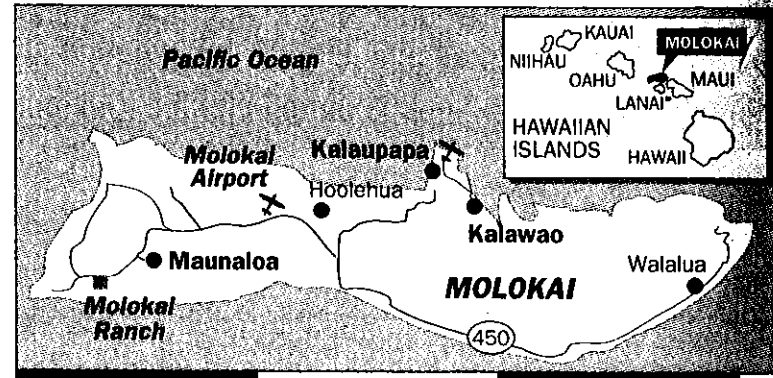 Pacific Ocean
KAUAI
NIIHAU
OAHU
MOLOKAI
MAUI
LANAI
HAWAIIAN
ISLANDS
HAWAII
Molokai
Airport
Kalaupapa
Hoolehua
Kalawao
Maunaloa
Molokai
Ranch
MOLOKAI
Walalua
450